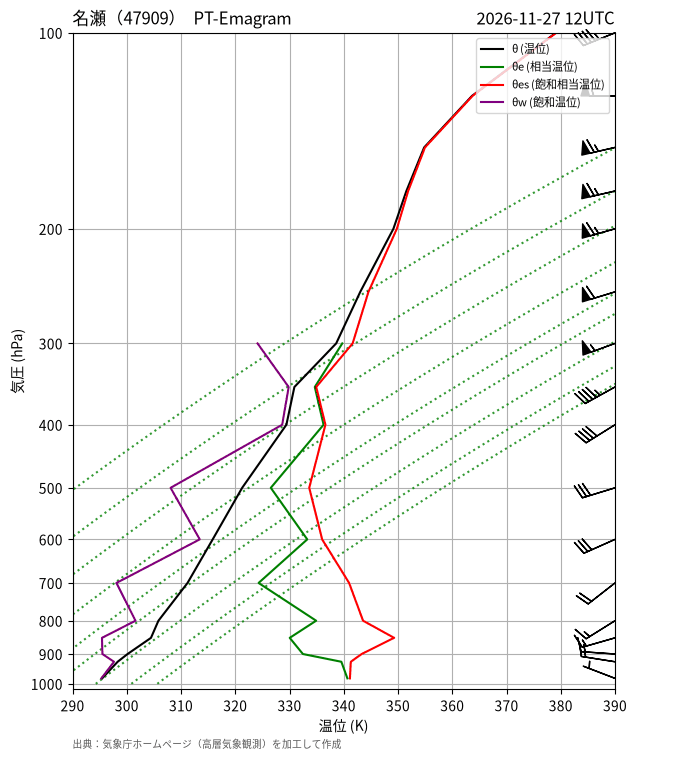 名瀬（47909） PT-Emagram
2026-11-27 12UTC
θ (温位)
θe (相当温位)
θes (飽和相当温位)
θw (飽和温位)
100
200
300
400
500
600
700
800
900
1000
気圧 (hPa)
290 300 310 320 330 340 350 360 370 380 390
温位 (K)
出典：気象庁ホームページ（高層気象観測）を加工して作成